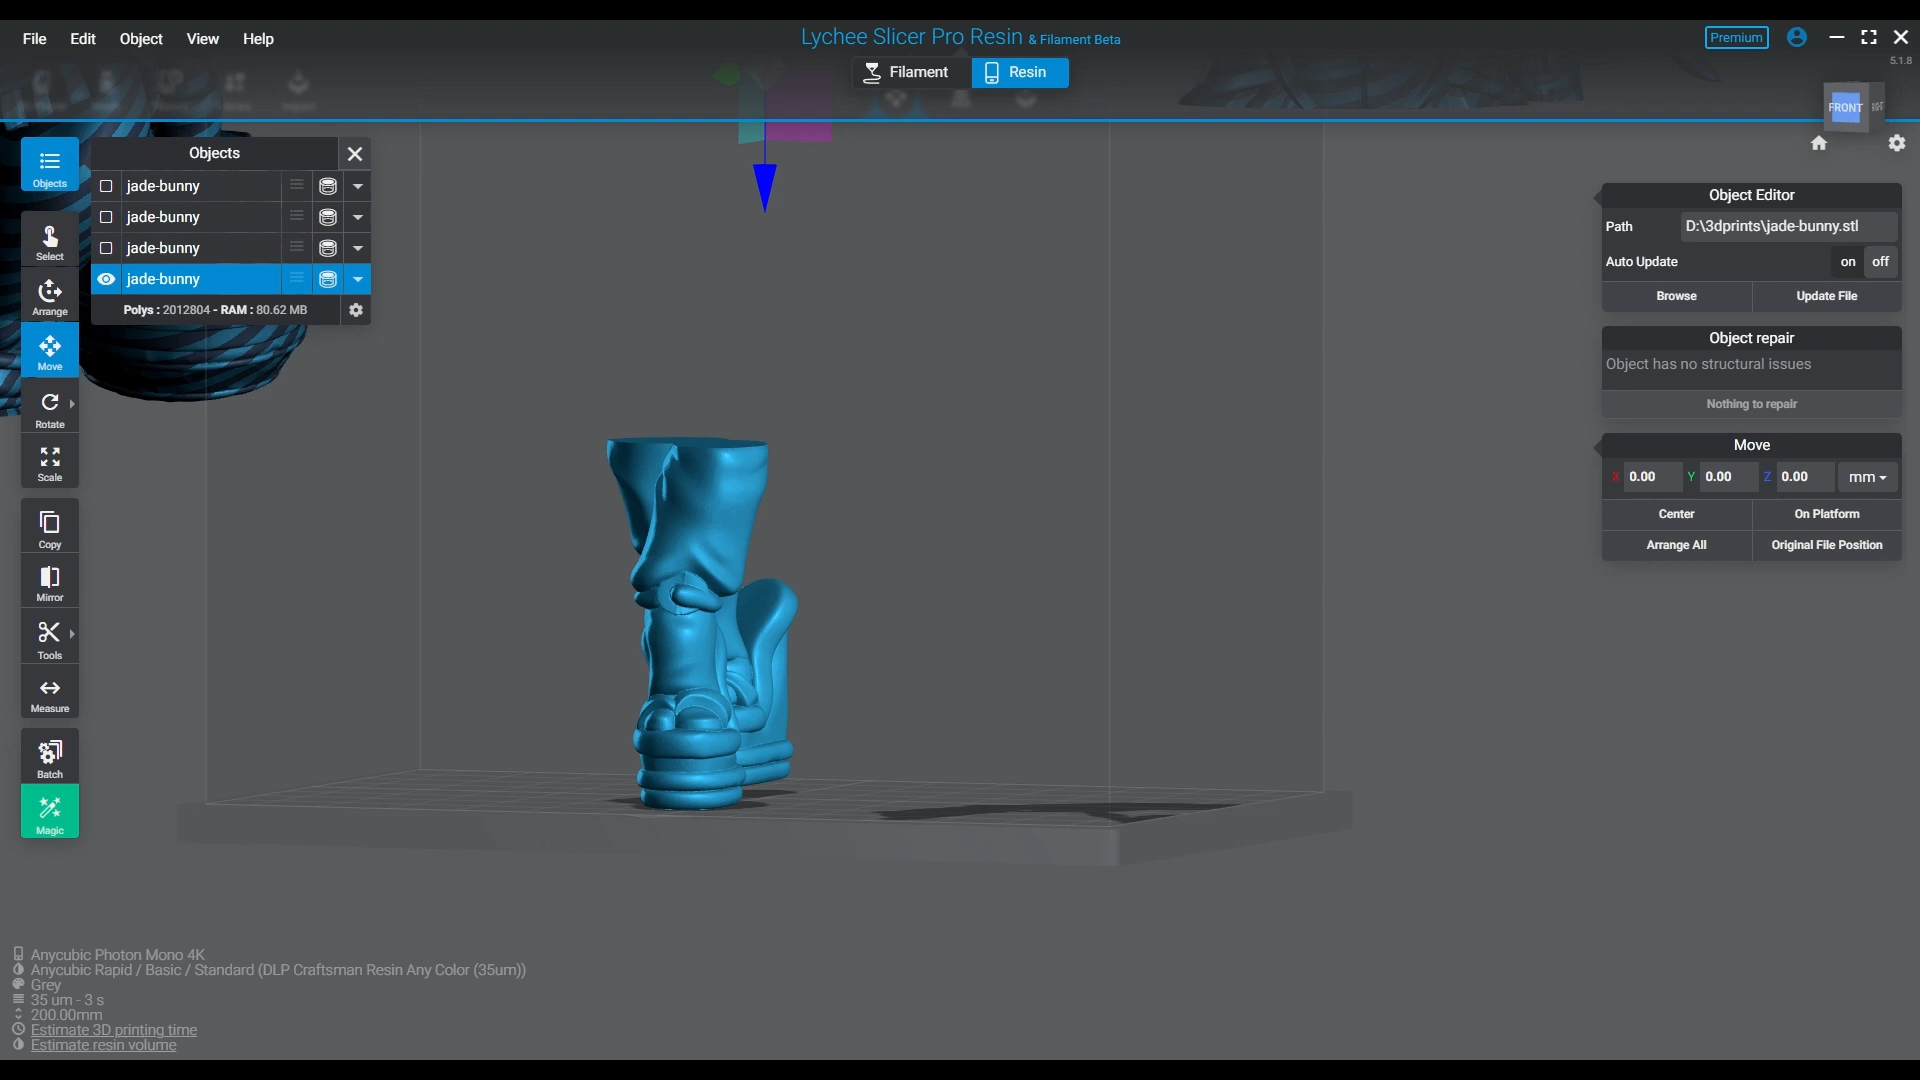 File Edit Object View Help
Lychee Slicer Pro Resin & Filament Beta
Premium
5.1.8
Filament Resin
FRONT
Objects
Objects
jade-bunny
jade-bunny
jade-bunny
jade-bunny
Polys : 2012804 - RAM : 80.62 MB
Select
Arrange
Move
Rotate
Scale
Copy
Mirror
Tools
Measure
Batch
Magic
Object Editor
Path D:\3dprints\jade-bunny.stl
Auto Update on off
Browse Update File
Object repair
Object has no structural issues
Nothing to repair
Move
X 0.00 Y 0.00 Z 0.00 mm
Center On Platform
Arrange All Original File Position
Anycubic Photon Mono 4K
Anycubic Rapid / Basic / Standard (DLP Craftsman Resin Any Color (35um))
Grey
35 um - 3 s
200.00mm
Estimate 3D printing time
Estimate resin volume